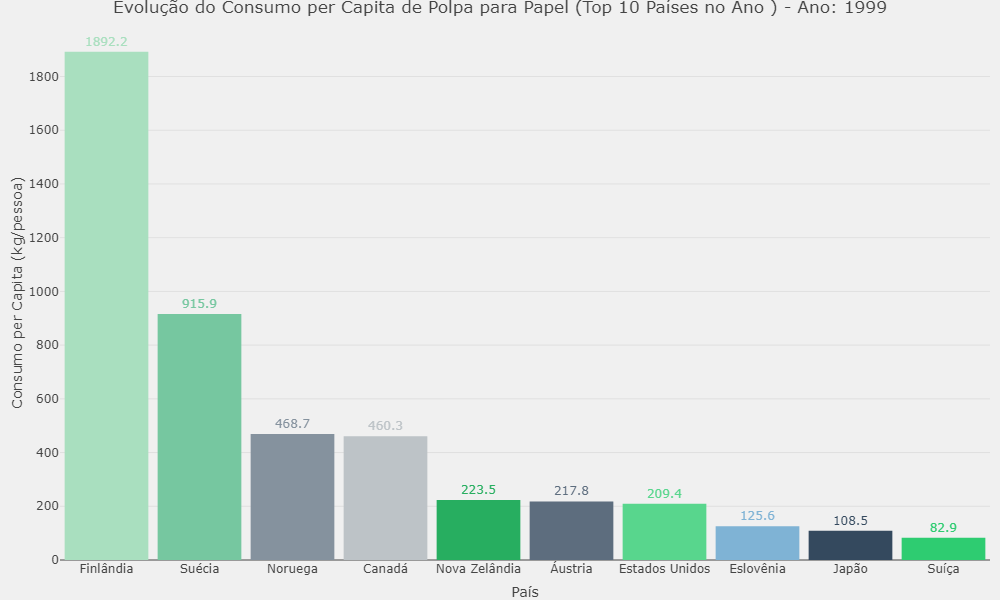 Evolução do Consumo per Capita de Polpa para Papel (Top 10 Países no Ano ) - Ano: 1999
Consumo per Capita (kg/pessoa)
1800
1600
1400
1200
1000
800
600
400
200
0
1892.2
915.9
468.7
460.3
223.5
217.8
209.4
125.6
108.5
82.9
Finlândia
Suécia
Noruega
Canadá
Nova Zelândia
Áustria
Estados Unidos
Eslovênia
Japão
Suíça
País